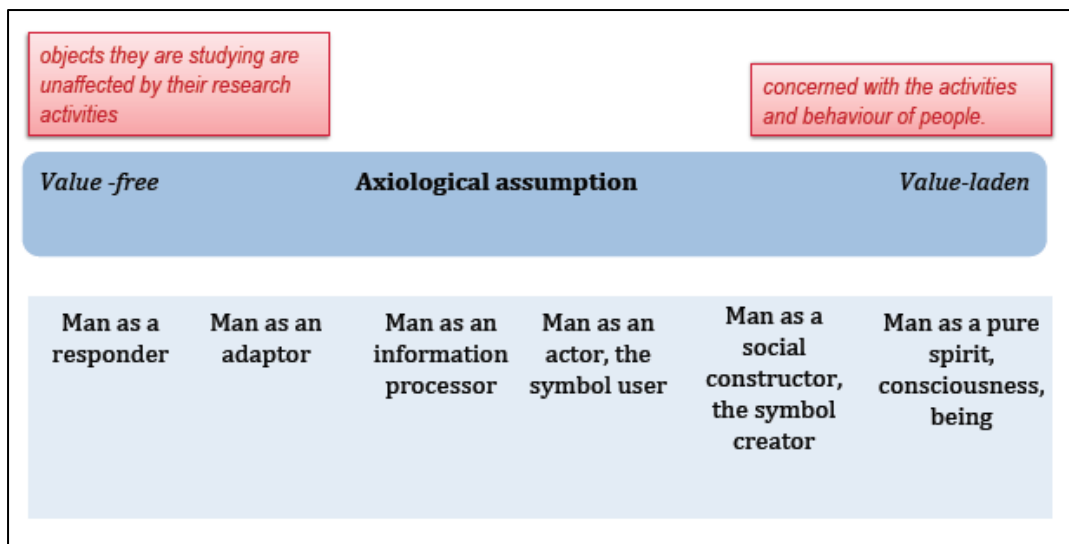 objects they are studying are
unaffected by their research
activities
concerned with the activities
and behaviour of people.
Value -free
Axiological assumption
Value-laden
Man as a
responder
Man as an
adaptor
Man as an
information
processor
Man as an
actor, the
symbol user
Man as a
social
constructor,
the symbol
creator
Man as a pure
spirit,
consciousness,
being